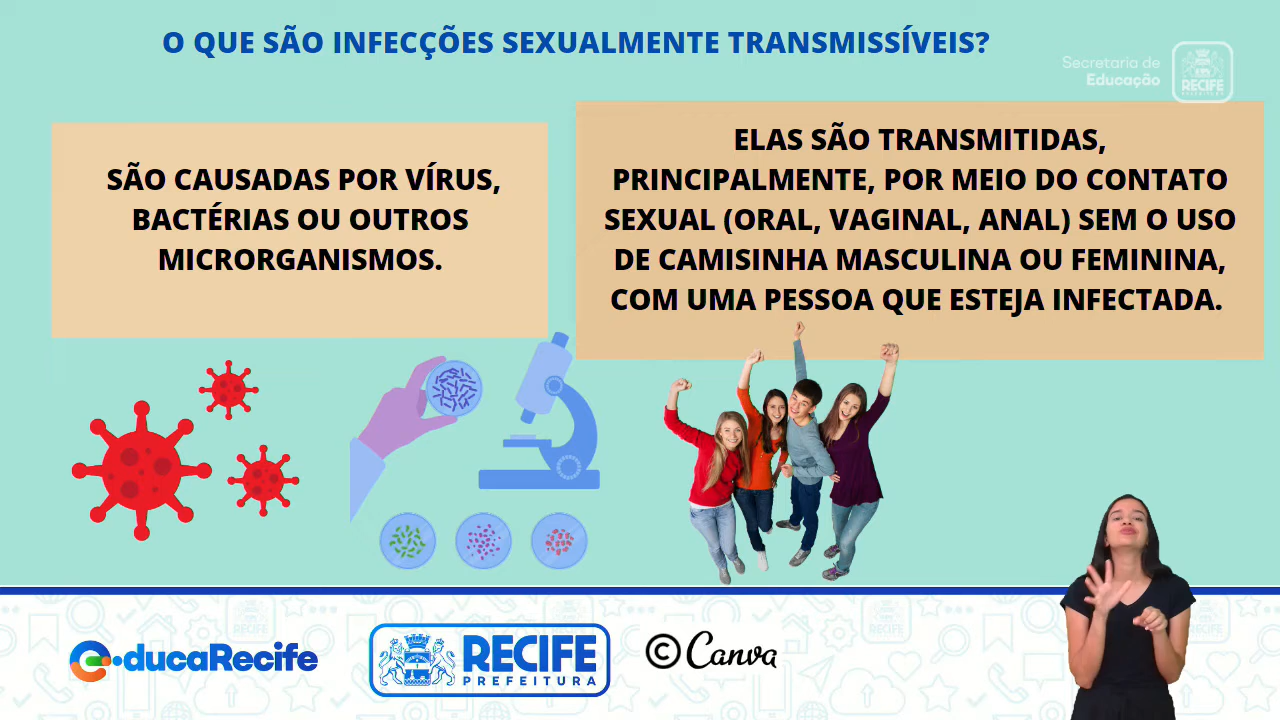 O QUE SÃO INFECÇÕES SEXUALMENTE TRANSMISSÍVEIS?
Secretaria de
Educação
RECIFE
PREFEITURA
SÃO CAUSADAS POR VÍRUS,
BACTÉRIAS OU OUTROS
MICRORGANISMOS.
ELAS SÃO TRANSMITIDAS,
PRINCIPALMENTE, POR MEIO DO CONTATO
SEXUAL (ORAL, VAGINAL, ANAL) SEM O USO
DE CAMISINHA MASCULINA OU FEMININA,
COM UMA PESSOA QUE ESTEJA INFECTADA.
educaRecife
RECIFE
PREFEITURA
© Canva